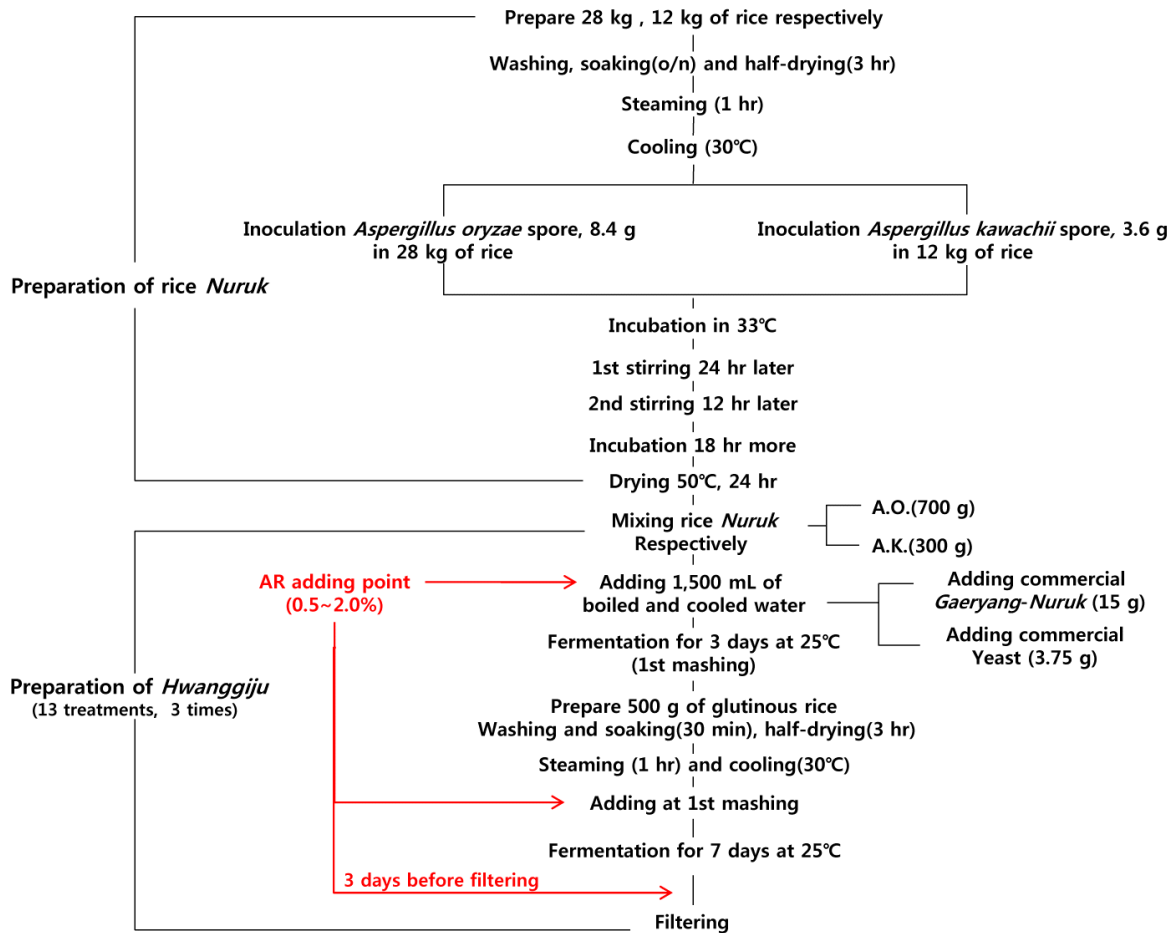 Prepare 28 kg , 12 kg of rice respectively
Washing, soaking(o/n) and half-drying(3 hr)
Steaming (1 hr)
Cooling (30℃)
Inoculation Aspergillus oryzae spore, 8.4 g
in 28 kg of rice
Inoculation Aspergillus kawachii spore, 3.6 g
in 12 kg of rice
Preparation of rice Nuruk
Incubation in 33℃
1st stirring 24 hr later
2nd stirring 12 hr later
Incubation 18 hr more
Drying 50℃, 24 hr
Mixing rice Nuruk
Respectively
A.O.(700 g)
A.K.(300 g)
AR adding point
(0.5~2.0%)
Adding 1,500 mL of
boiled and cooled water
Adding commercial
Gaeryang-Nuruk (15 g)
Adding commercial
Yeast (3.75 g)
Fermentation for 3 days at 25℃
(1st mashing)
Preparation of Hwanggiju
(13 treatments, 3 times)
Prepare 500 g of glutinous rice
Washing and soaking(30 min), half-drying(3 hr)
Steaming (1 hr) and cooling(30℃)
Adding at 1st mashing
Fermentation for 7 days at 25℃
3 days before filtering
Filtering